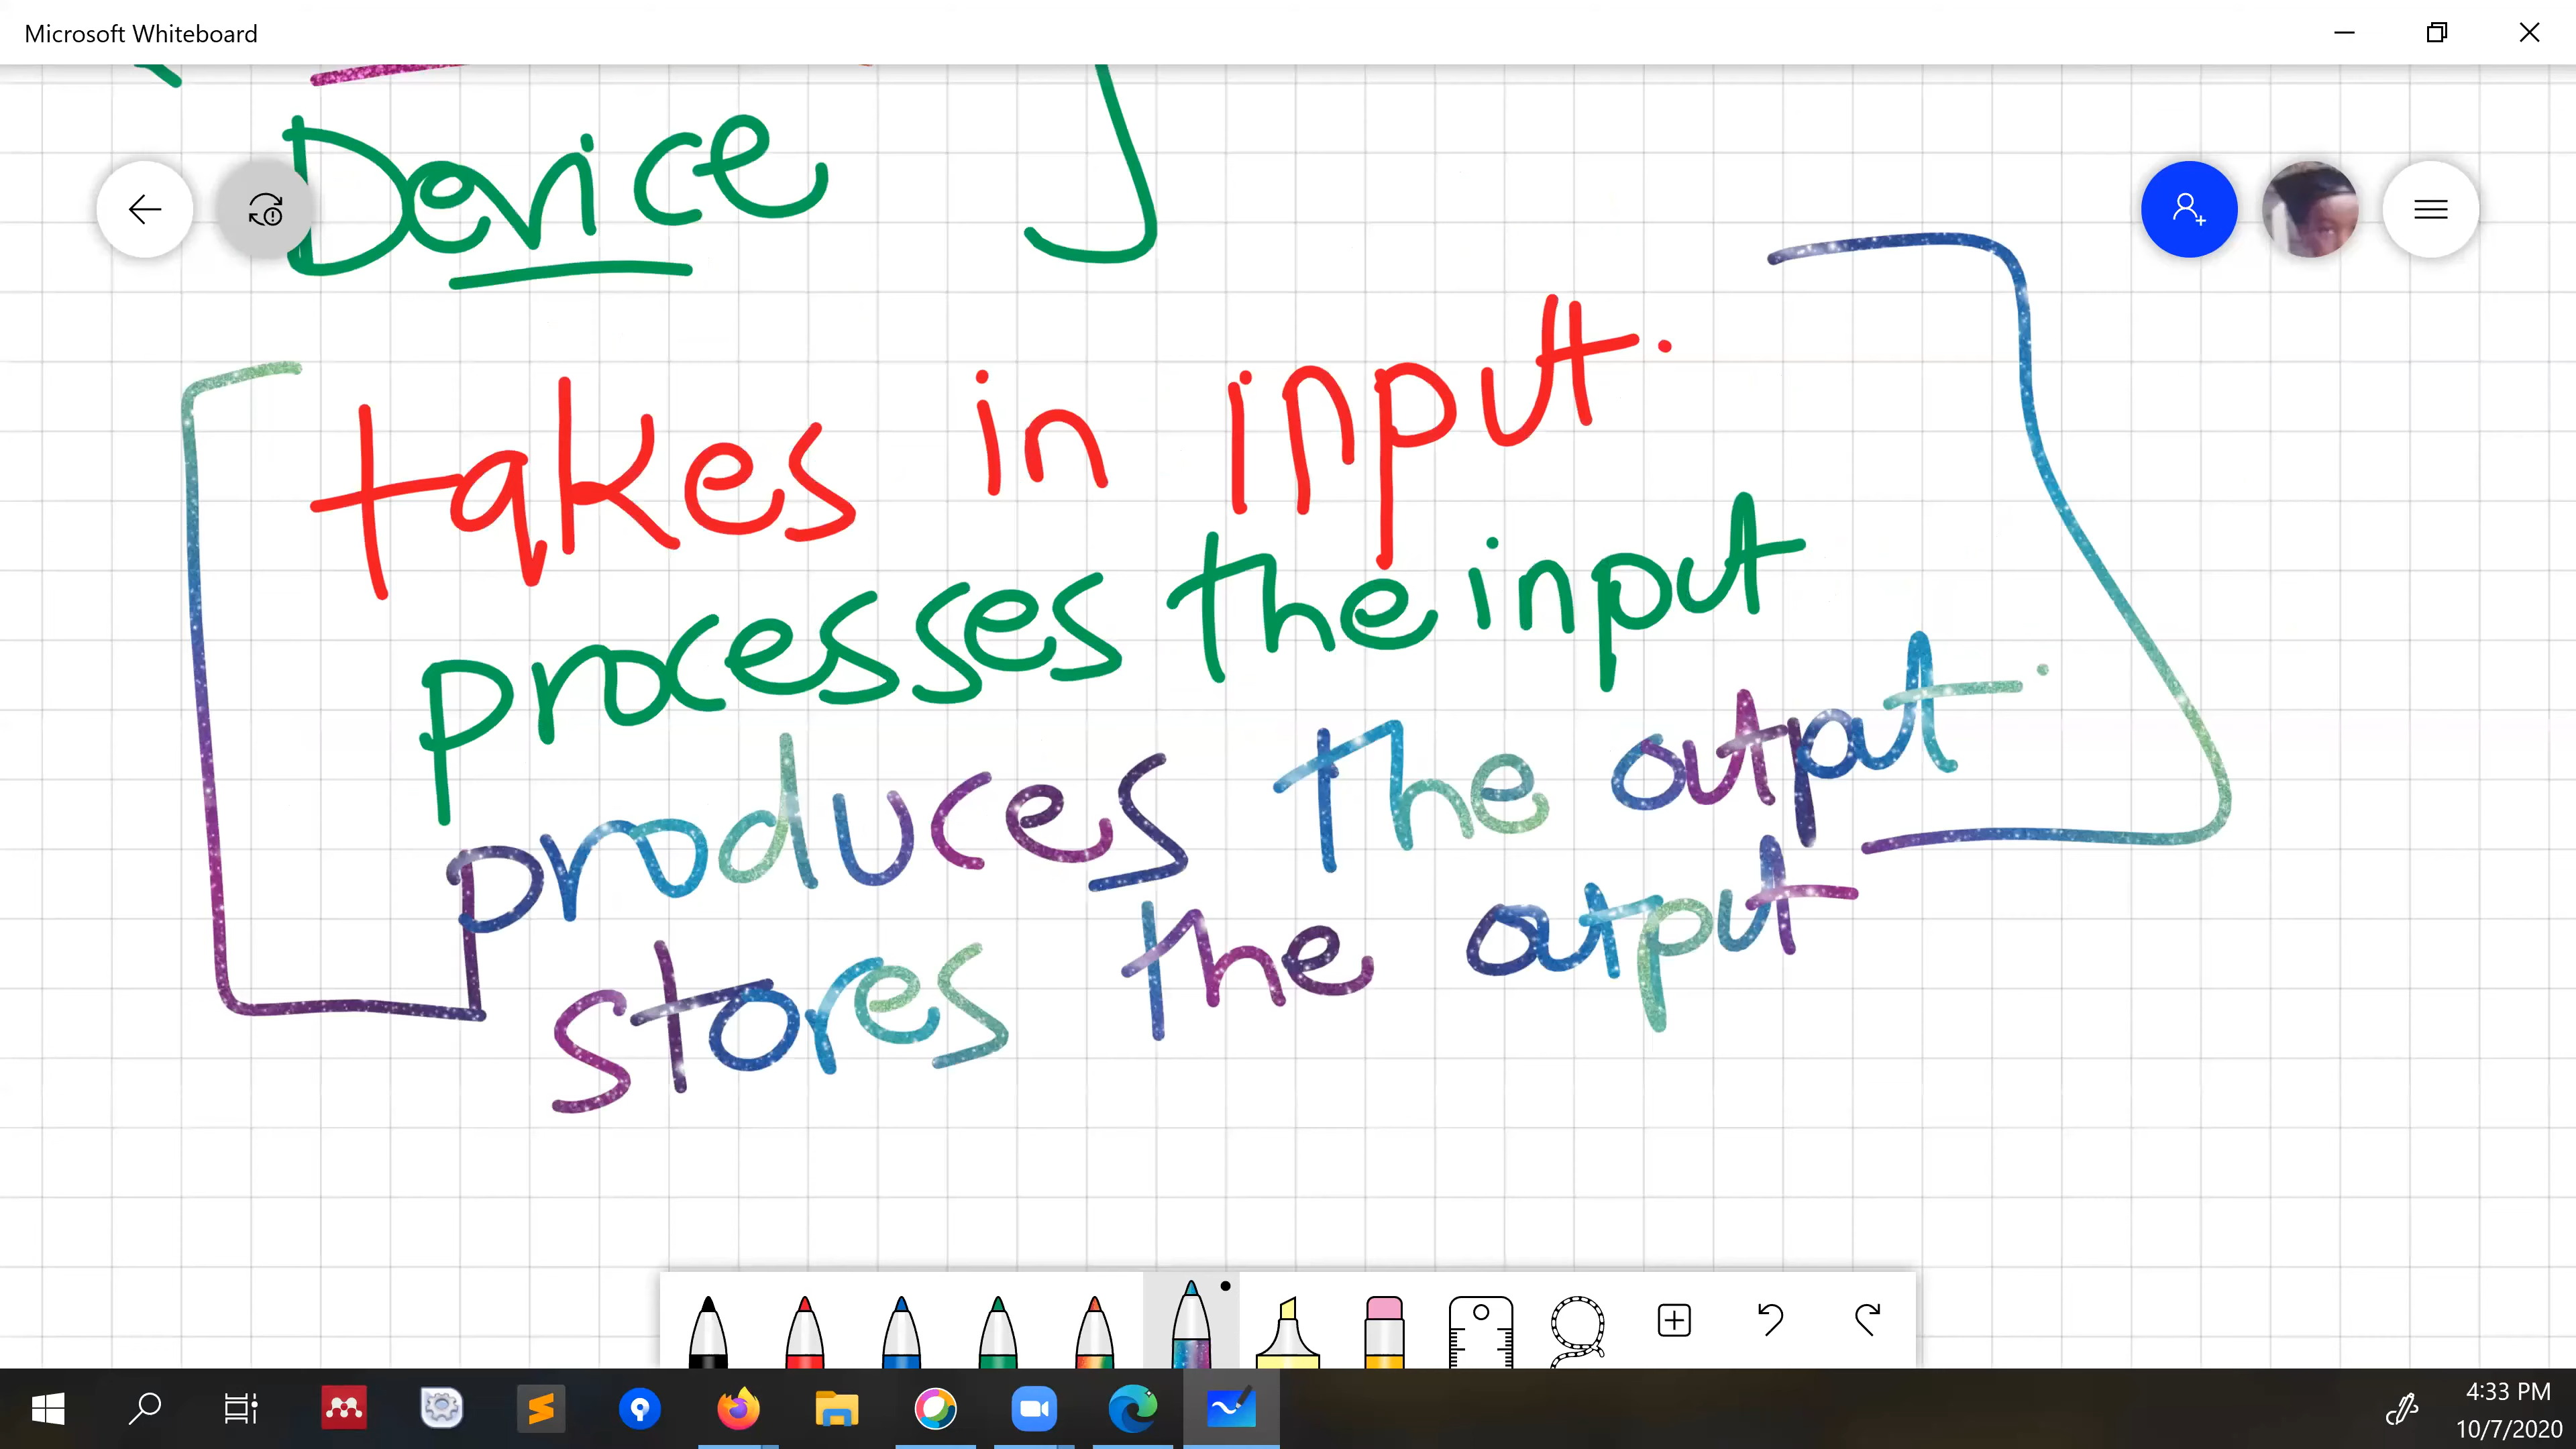 Microsoft Whiteboard
Device
takes in input.
processes the input
produces the output.
stores the output
4:33 PM
10/7/2020